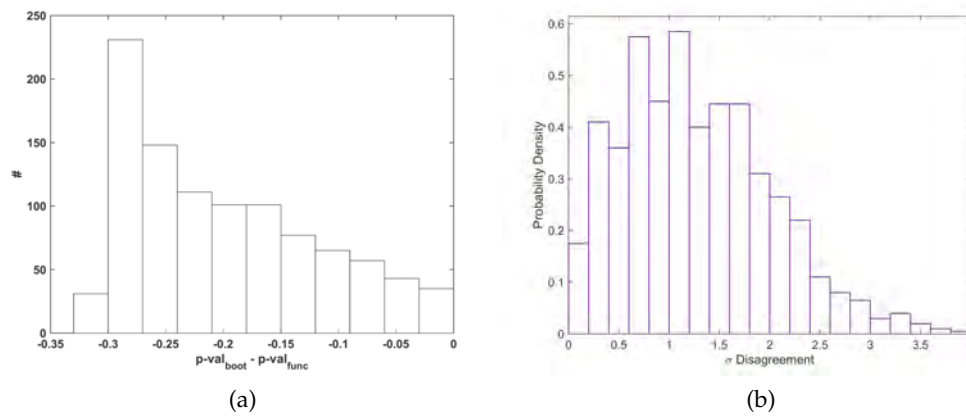 250
200
150
100
50
0
#
-0.35 -0.3 -0.25 -0.2 -0.15 -0.1 -0.05 0
p-val_boot - p-val_func
(a)
0.6
0.5
0.4
0.3
0.2
0.1
0
Probability Density
0 0.5 1 1.5 2 2.5 3 3.5
σ Disagreement
(b)